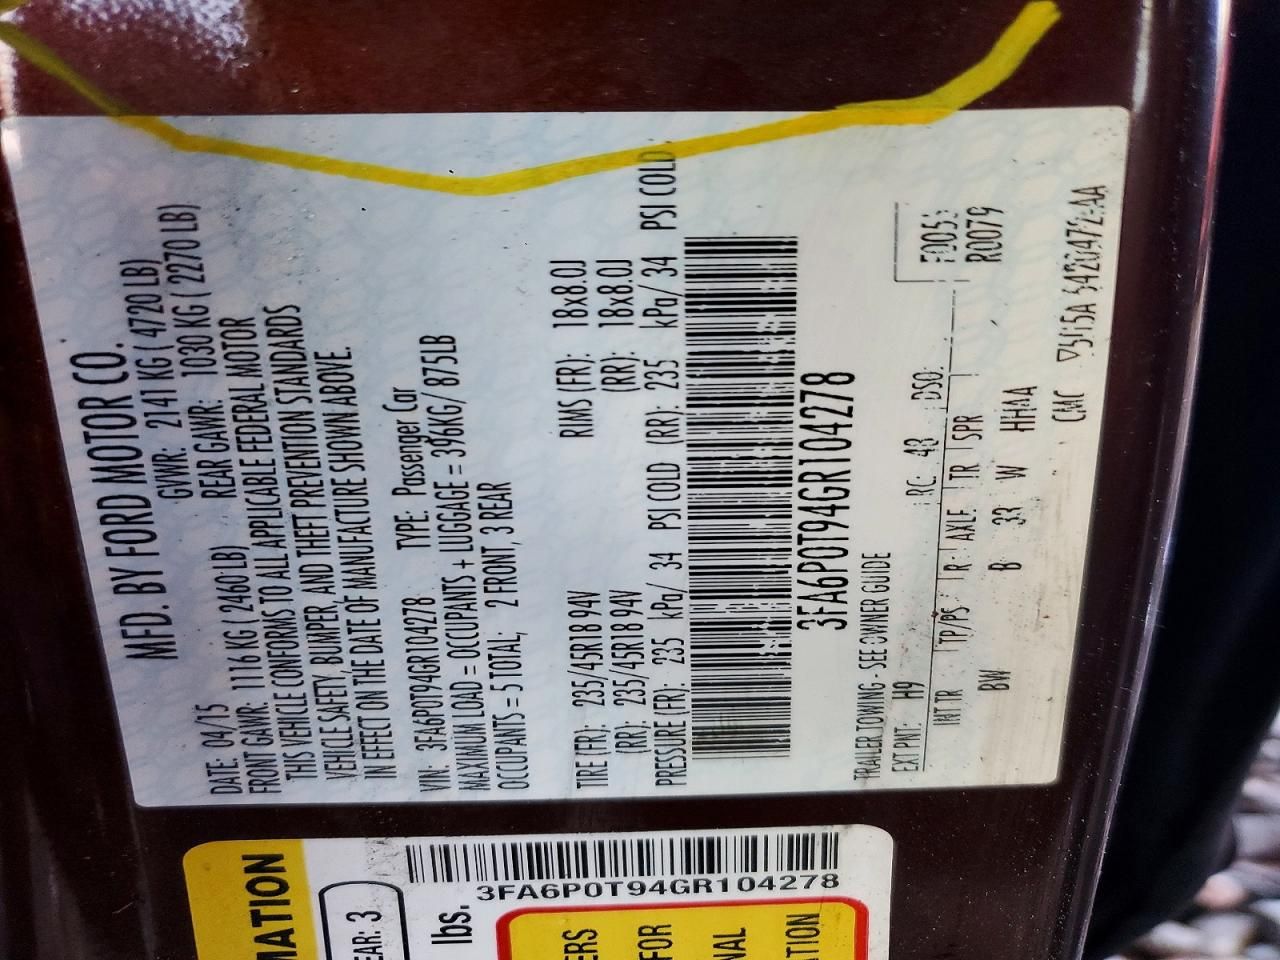 MFD. BY FORD MOTOR CO.
DATE: 04/15 GVWR: 2141 KG ( 4720 LB)
FRONT GAWR: 1116 KG ( 2460 LB) REAR GAWR: 1030 KG ( 2270 LB)
THIS VEHICLE CONFORMS TO ALL APPLICABLE FEDERAL MOTOR
VEHICLE SAFETY, BUMPER, AND THEFT PREVENTION STANDARDS
IN EFFECT ON THE DATE OF MANUFACTURE SHOWN ABOVE.
VIN: 3FA6P0T94GR104278 TYPE: Passenger Car
MAXIMUM LOAD = OCCUPANTS + LUGGAGE = 396KG/ 875LB
OCCUPANTS = 5 TOTAL, 2 FRONT, 3 REAR
TIRE (FR): 235/45R18 94V RIMS (FR): 18x8.0J
(RR): 235/45R18 94V (RR): 18x8.0J
PRESSURE (FR): 235 kPa/ 34 PSI COLD (RR): 235 kPa/ 34 PSI COLD
3FA6P0T94GR104278
TRAILER TOWING - SEE OWNER GUIDE
EXT PNT: H9 RC: 43 DSO:
INT TR TP/PS R AXLE TR SPR R0079
BW B 33 W HHAA
CMC
MATION
EAR: 3
lbs.
3FA6P0T94GR104278
ERS
FOR
NAL
TION